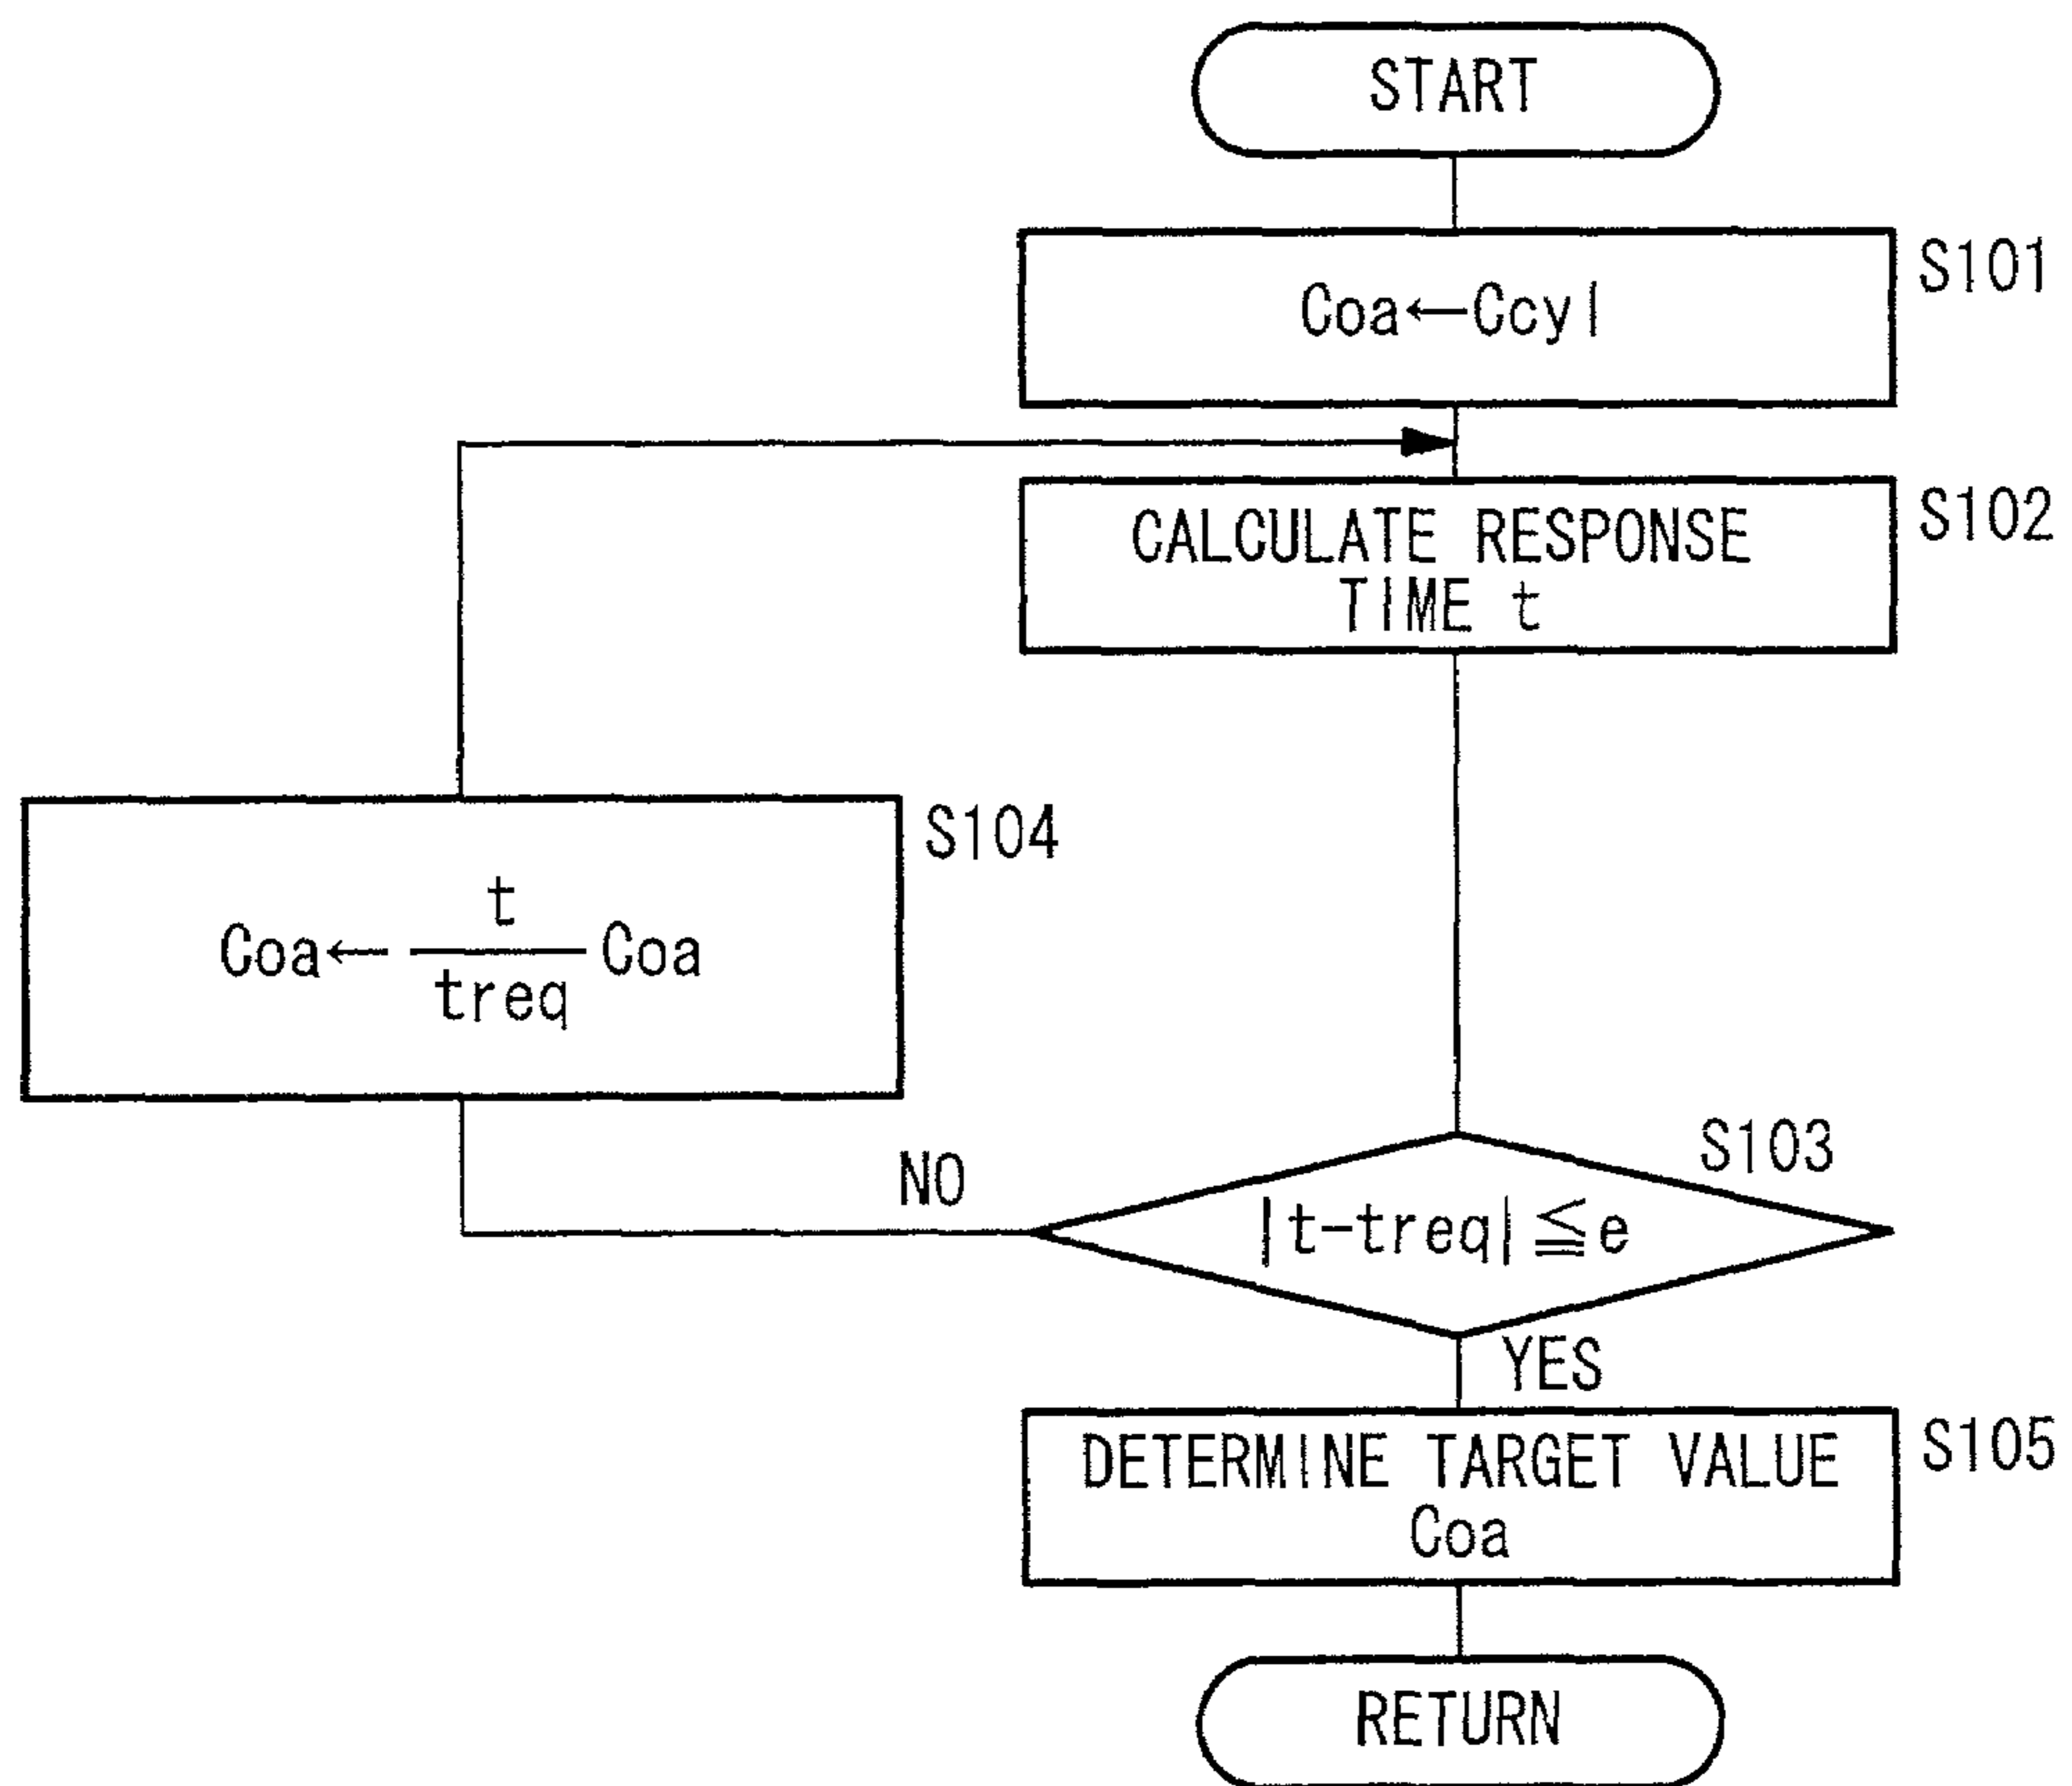 START
S101
Coa←Ccyl
S102
CALCULATE RESPONSE
TIME t
S104
Coa← t/treq Coa
S103
NO
|t-treq|≦e
YES
S105
DETERMINE TARGET VALUE
Coa
RETURN